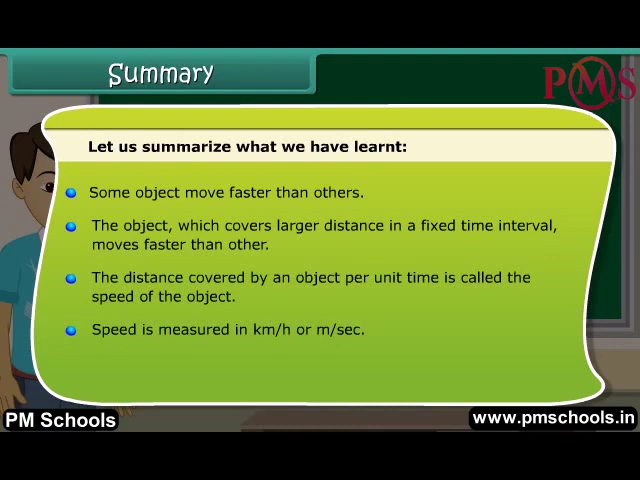 Summary
PMS
Let us summarize what we have learnt:
Some object move faster than others.
The object, which covers larger distance in a fixed time interval,
moves faster than other.
The distance covered by an object per unit time is called the
speed of the object.
Speed is measured in km/h or m/sec.
PM Schools
www.pmschools.in